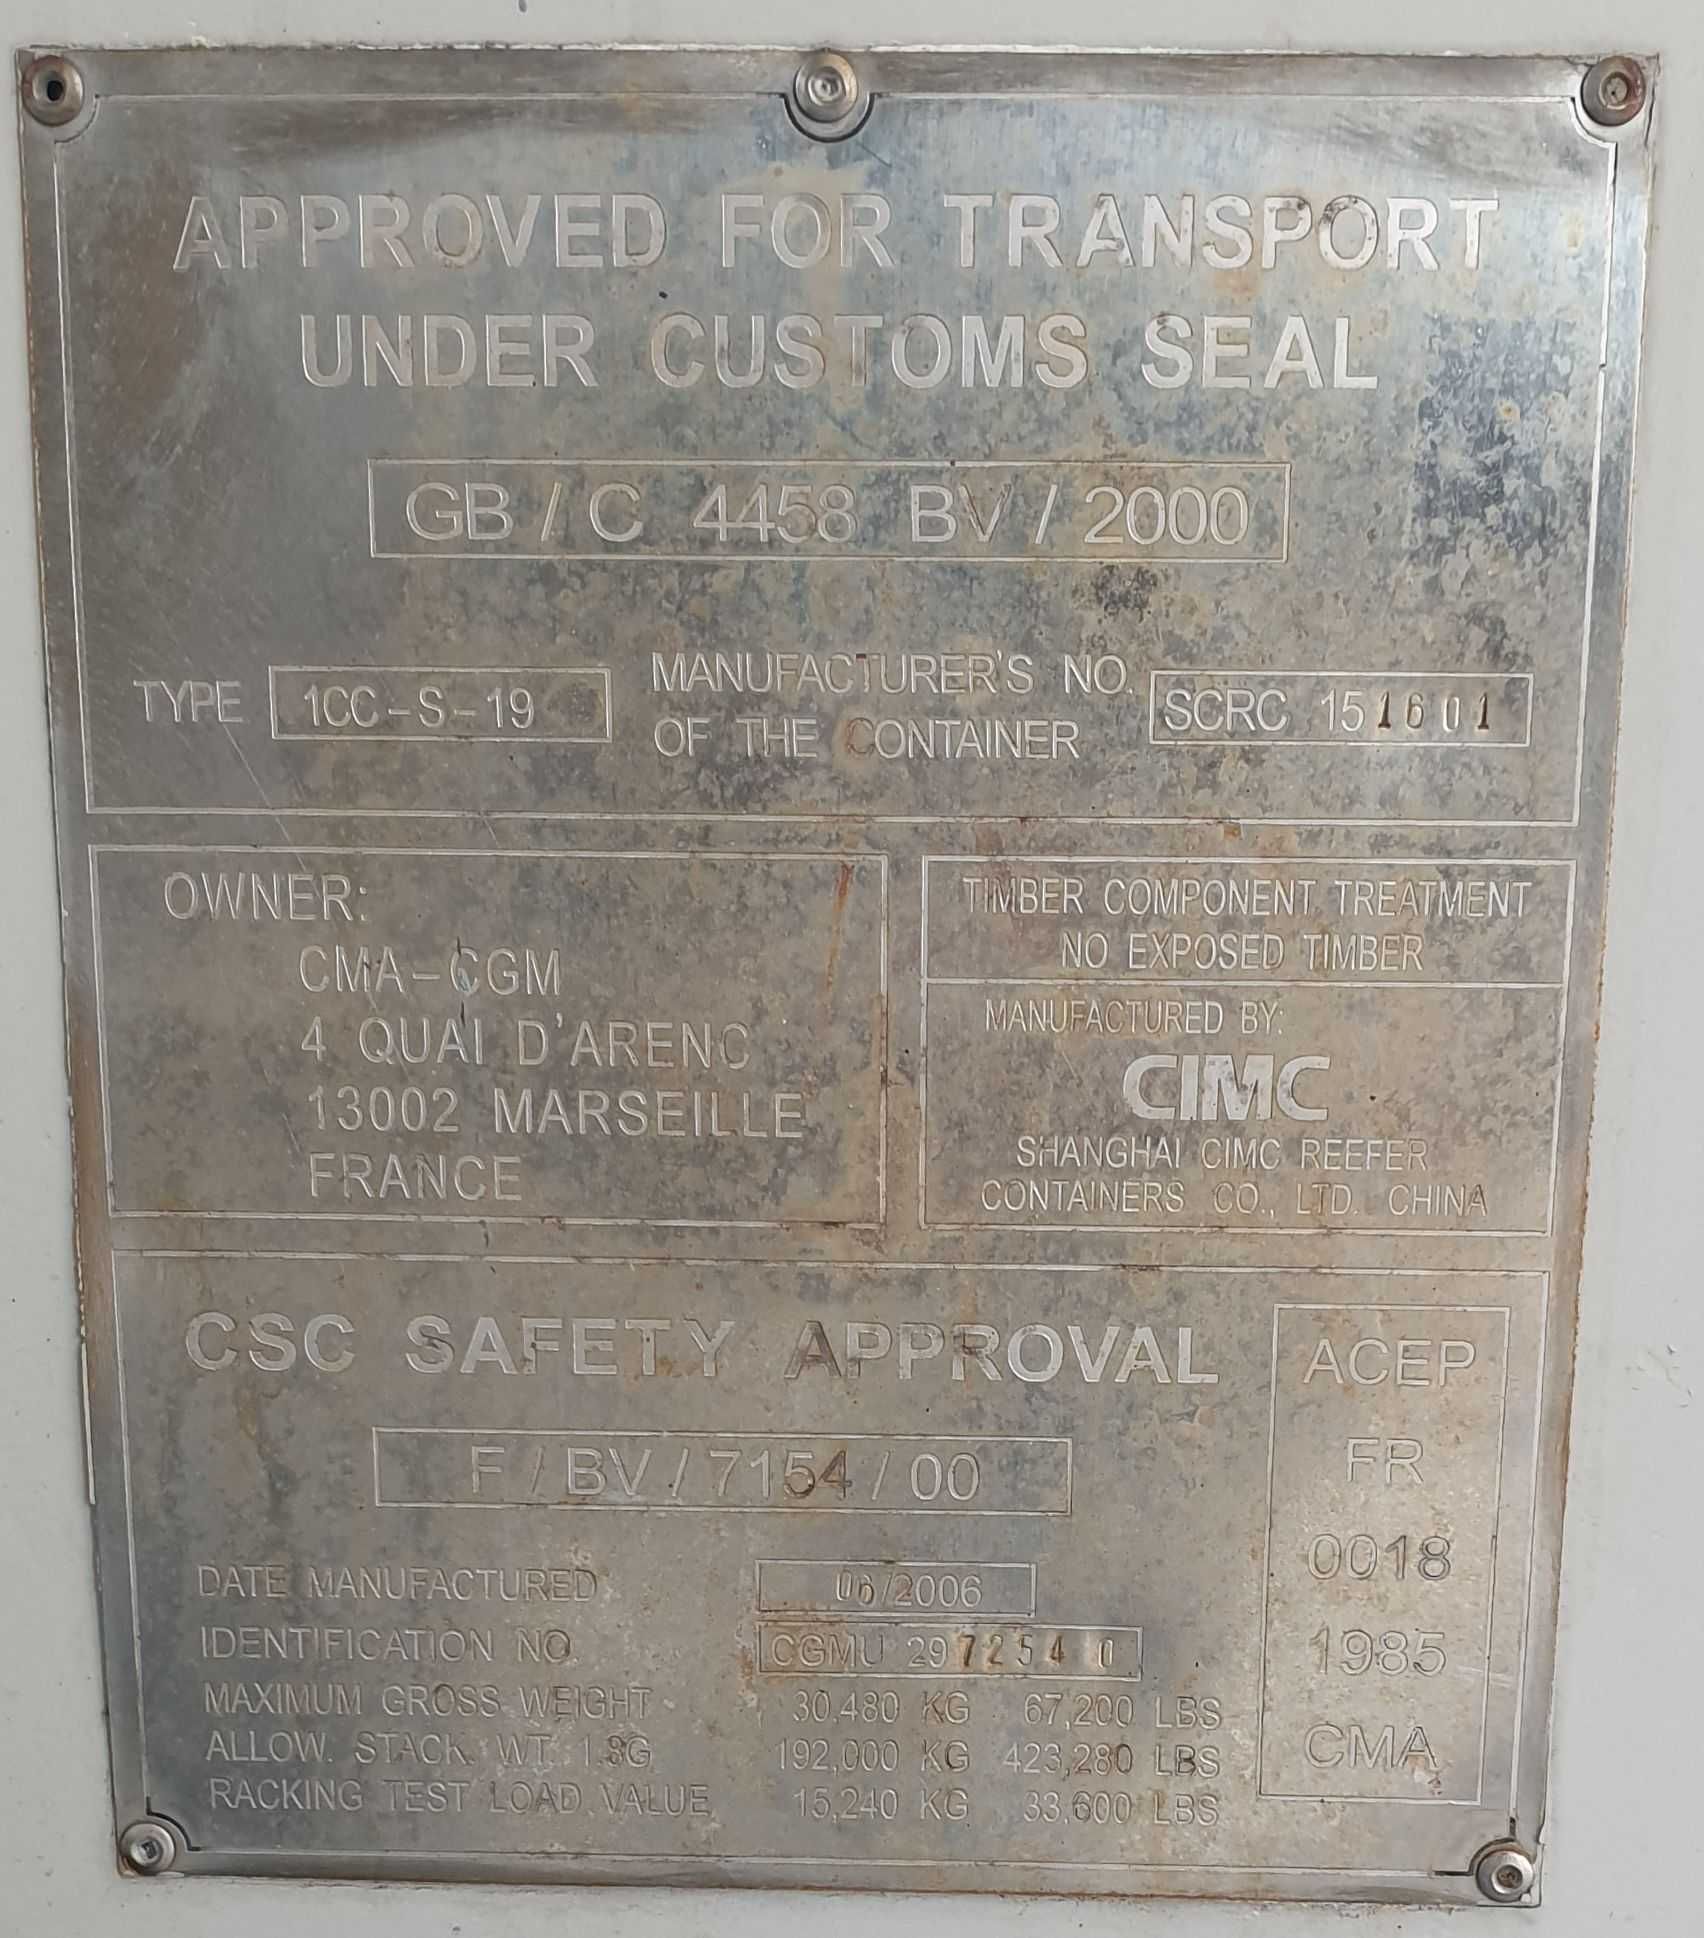 APPROVED FOR TRANSPORT
UNDER CUSTOMS SEAL
GB / C 4458 BV / 2000
TYPE 1CC-S-19
MANUFACTURER'S NO.
OF THE CONTAINER
SCRC 151601
OWNER:
CMA-CGM
4 QUAI D'ARENC
13002 MARSEILLE
FRANCE
TIMBER COMPONENT TREATMENT
NO EXPOSED TIMBER
MANUFACTURED BY:
CIMC
SHANGHAI CIMC REEFER
CONTAINERS CO., LTD. CHINA
CSC SAFETY APPROVAL
F / BV / 7154 / 00
DATE MANUFACTURED 06/2006
IDENTIFICATION NO. CGMU 297254 0
MAXIMUM GROSS WEIGHT 30,480 KG 67,200 LBS
ALLOW. STACK. WT. 1.8G 192,000 KG 423,280 LBS
RACKING TEST LOAD VALUE 15,240 KG 33,600 LBS
ACEP
FR
0018
1985
CMA